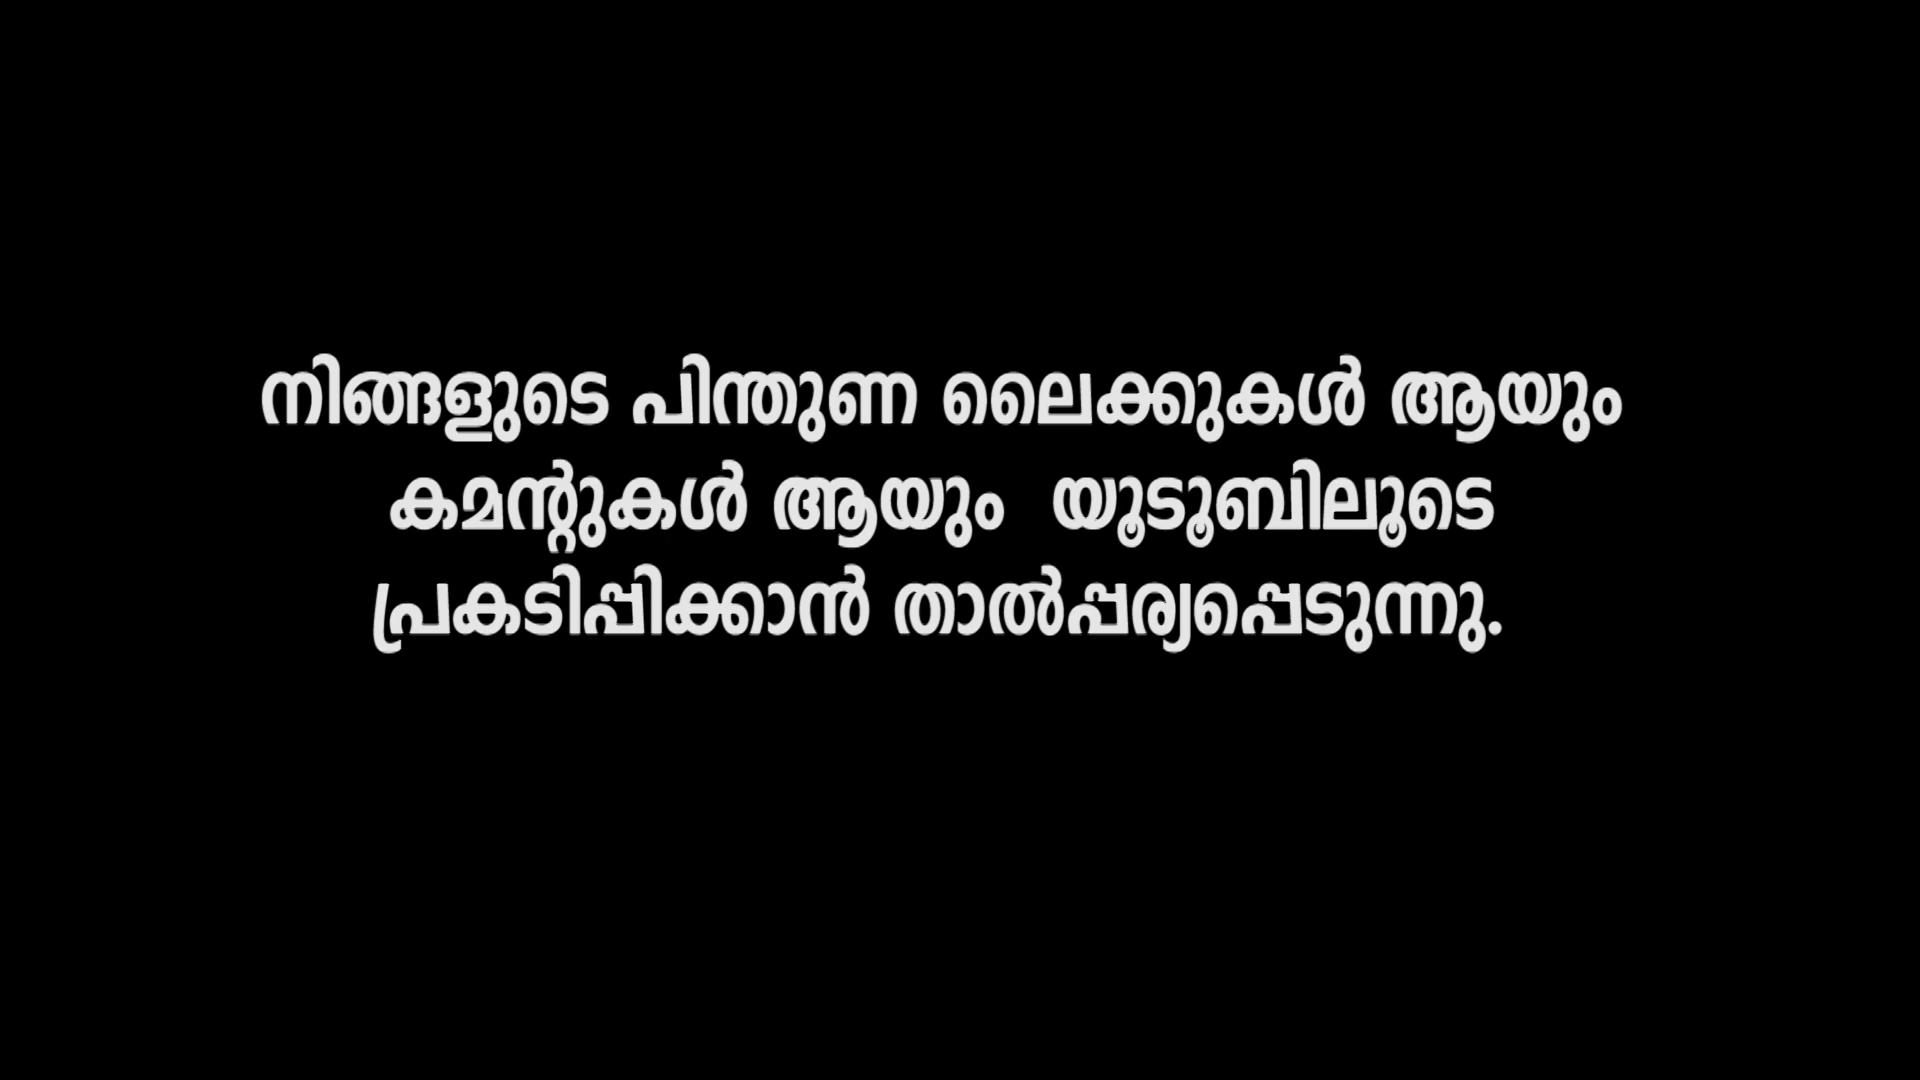 നിങ്ങളുടെ പിന്തുണ ലൈക്കുകൾ ആയും
കമന്റുകൾ ആയും യൂടൂബിലൂടെ
പ്രകടിപ്പിക്കാൻ താൽപ്പര്യപ്പെടുന്നു.